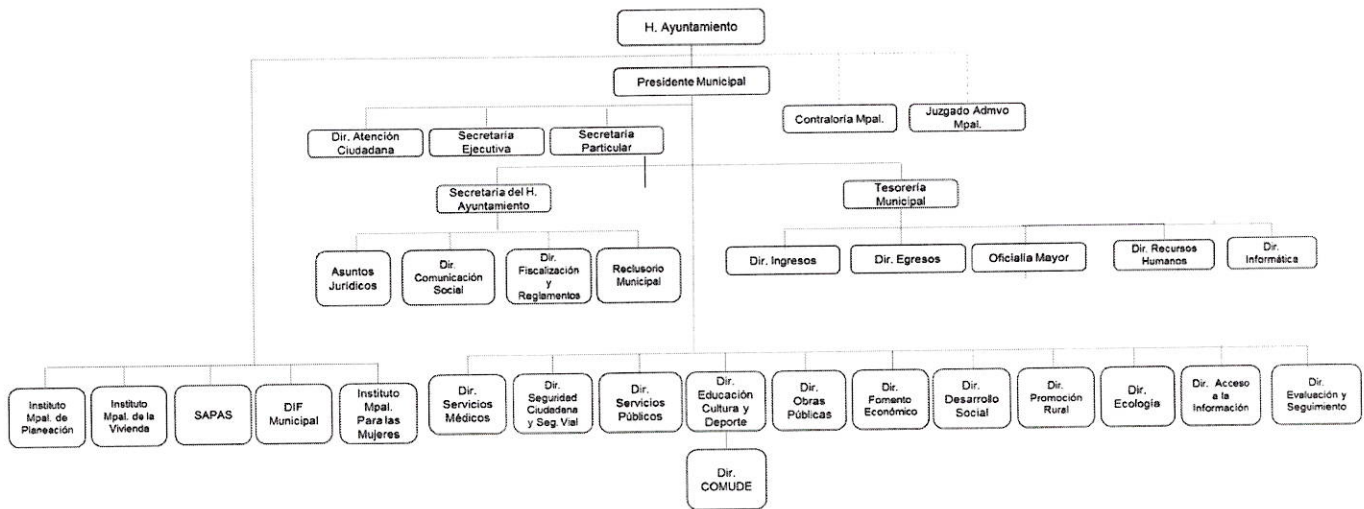 H. Ayuntamiento
Presidente Municipal
Contraloría Mpal.
Juzgado Admvo
Mpal.
Dir. Atención
Ciudadana
Secretaría
Ejecutiva
Secretaría
Particular
Secretaría del H.
Ayuntamiento
Tesorería
Municipal
Asuntos
Jurídicos
Dir.
Comunicación
Social
Dir.
Fiscalización
y
Reglamentos
Reclusorio
Municipal
Dir. Ingresos
Dir. Egresos
Oficialía Mayor
Dir. Recursos
Humanos
Dir.
Informática
Instituto
Mpal. de
Planeación
Instituto
Mpal. de la
Vivienda
SAPAS
DIF
Municipal
Instituto
Mpal.
Para las
Mujeres
Dir.
Servicios
Médicos
Dir.
Seguridad
Ciudadana
y Seg. Vial
Dir.
Servicios
Públicos
Dir.
Educación
Cultura y
Deporte
Dir.
Obras
Públicas
Dir.
Fomento
Económico
Dir.
Desarrollo
Social
Dir.
Promoción
Rural
Dir.
Ecología
Dir. Acceso
a la
Información
Dir.
Evaluación y
Seguimiento
Dir.
COMUDE